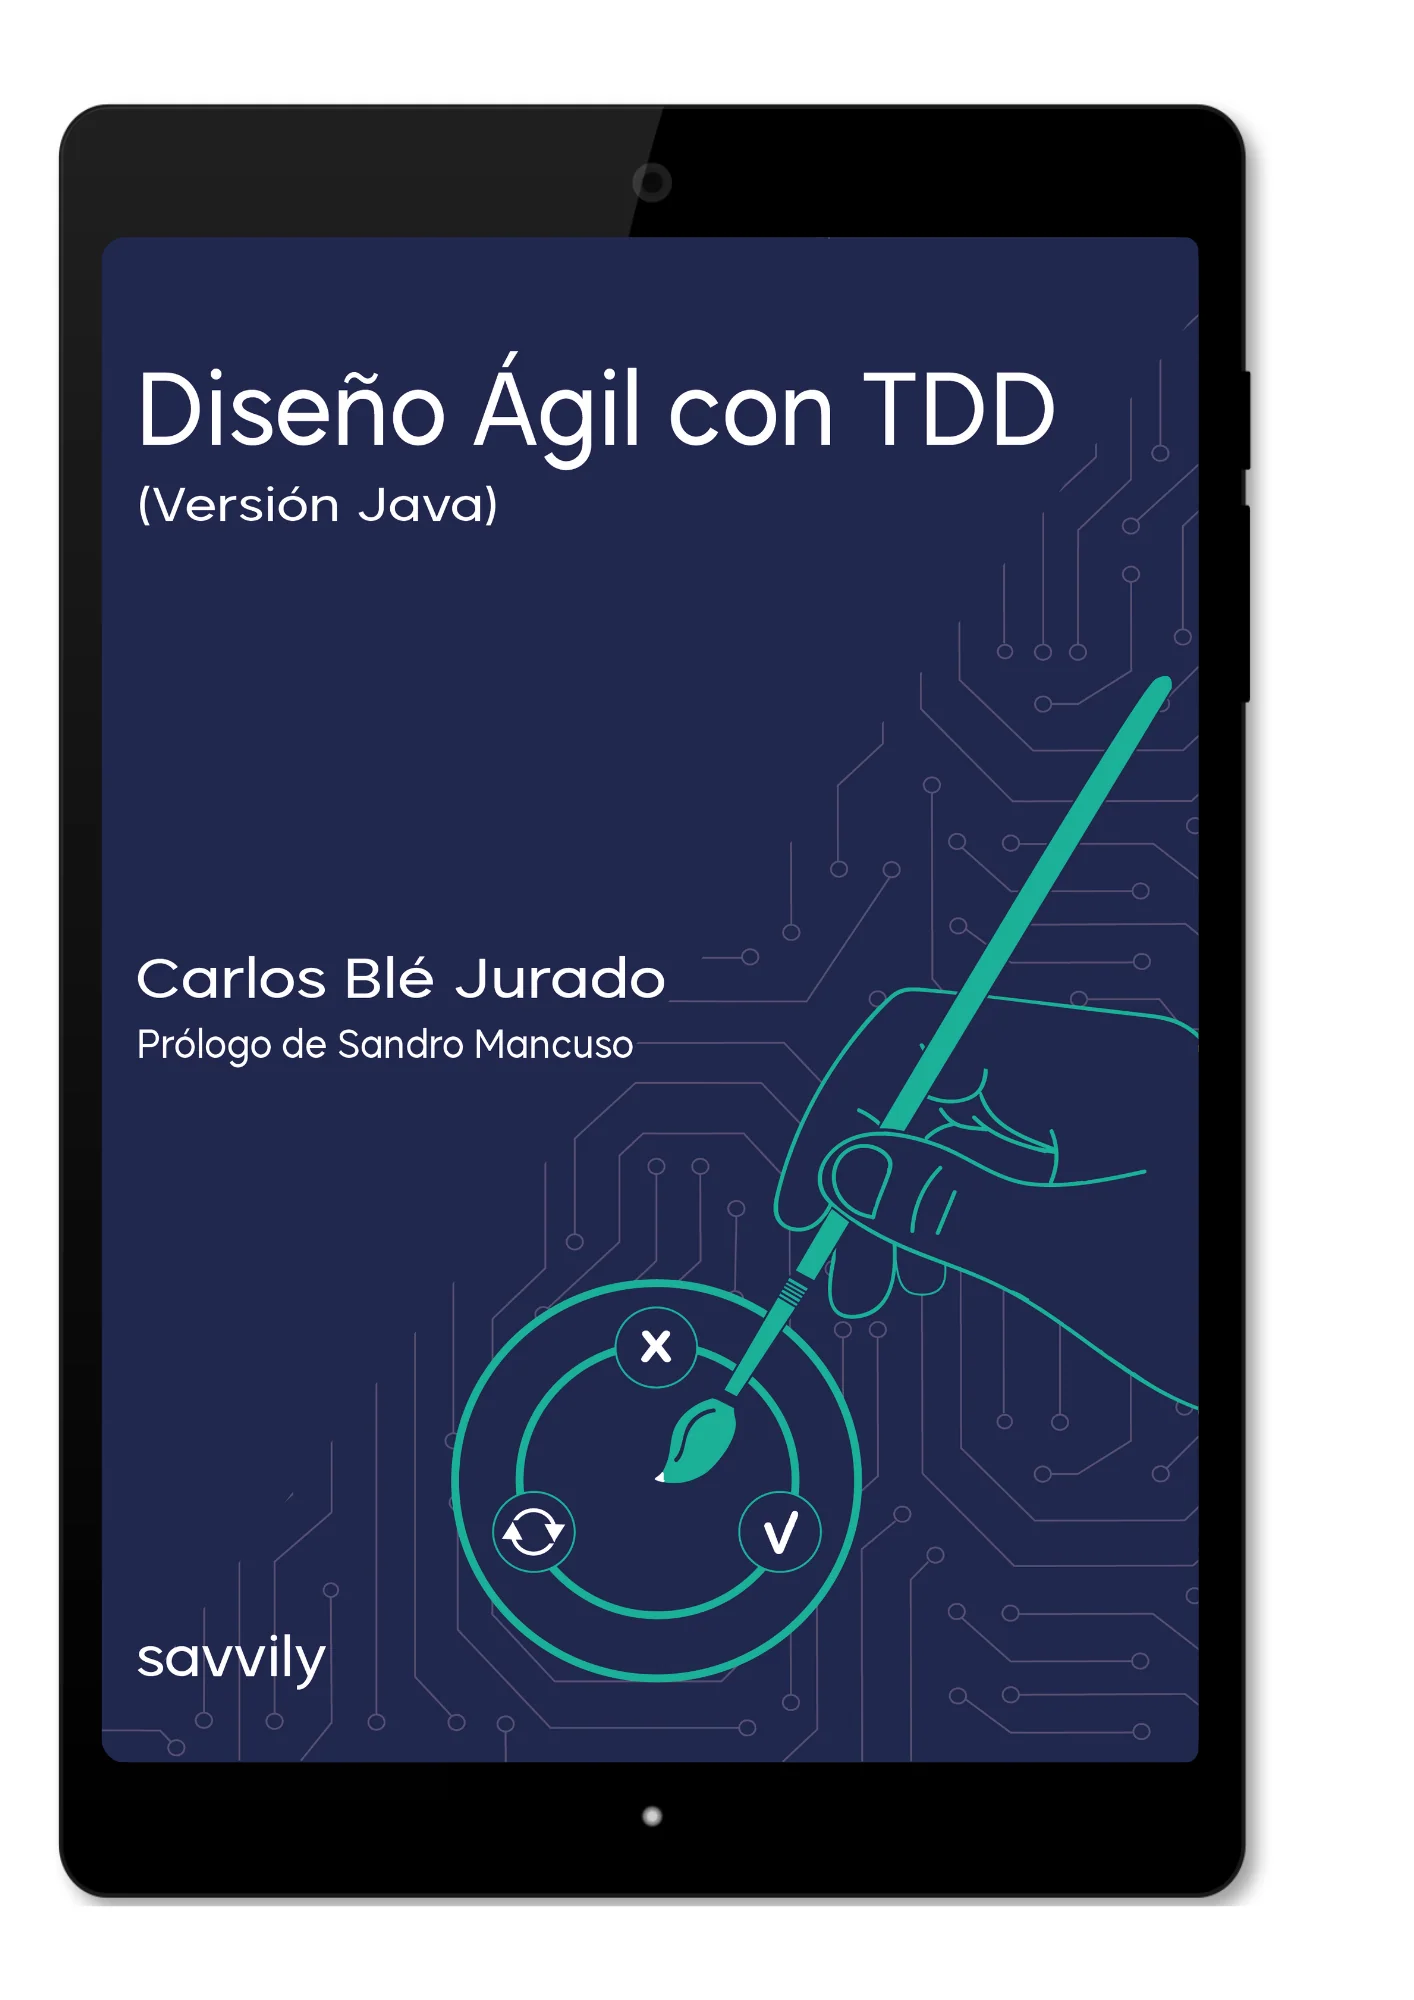 Diseño Ágil con TDD
(Versión Java)
Carlos Blé Jurado
Prólogo de Sandro Mancuso
savvily